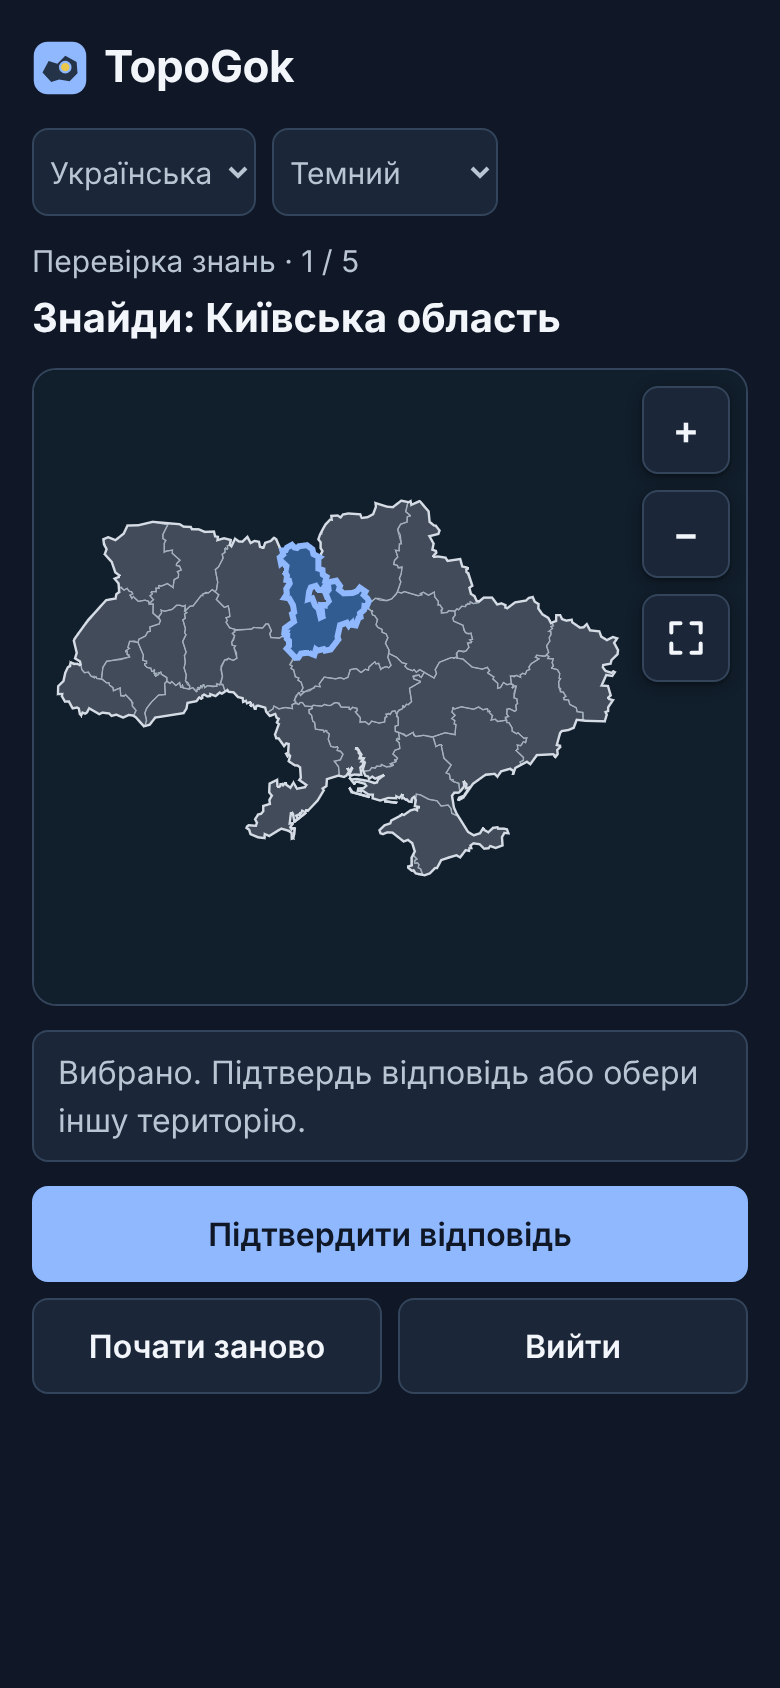 TopoGok
Українська
Темний
Перевірка знань · 1 / 5
Знайди: Київська область
+
−
Вибрано. Підтвердь відповідь або обери
іншу територію.
Підтвердити відповідь
Почати заново
Вийти